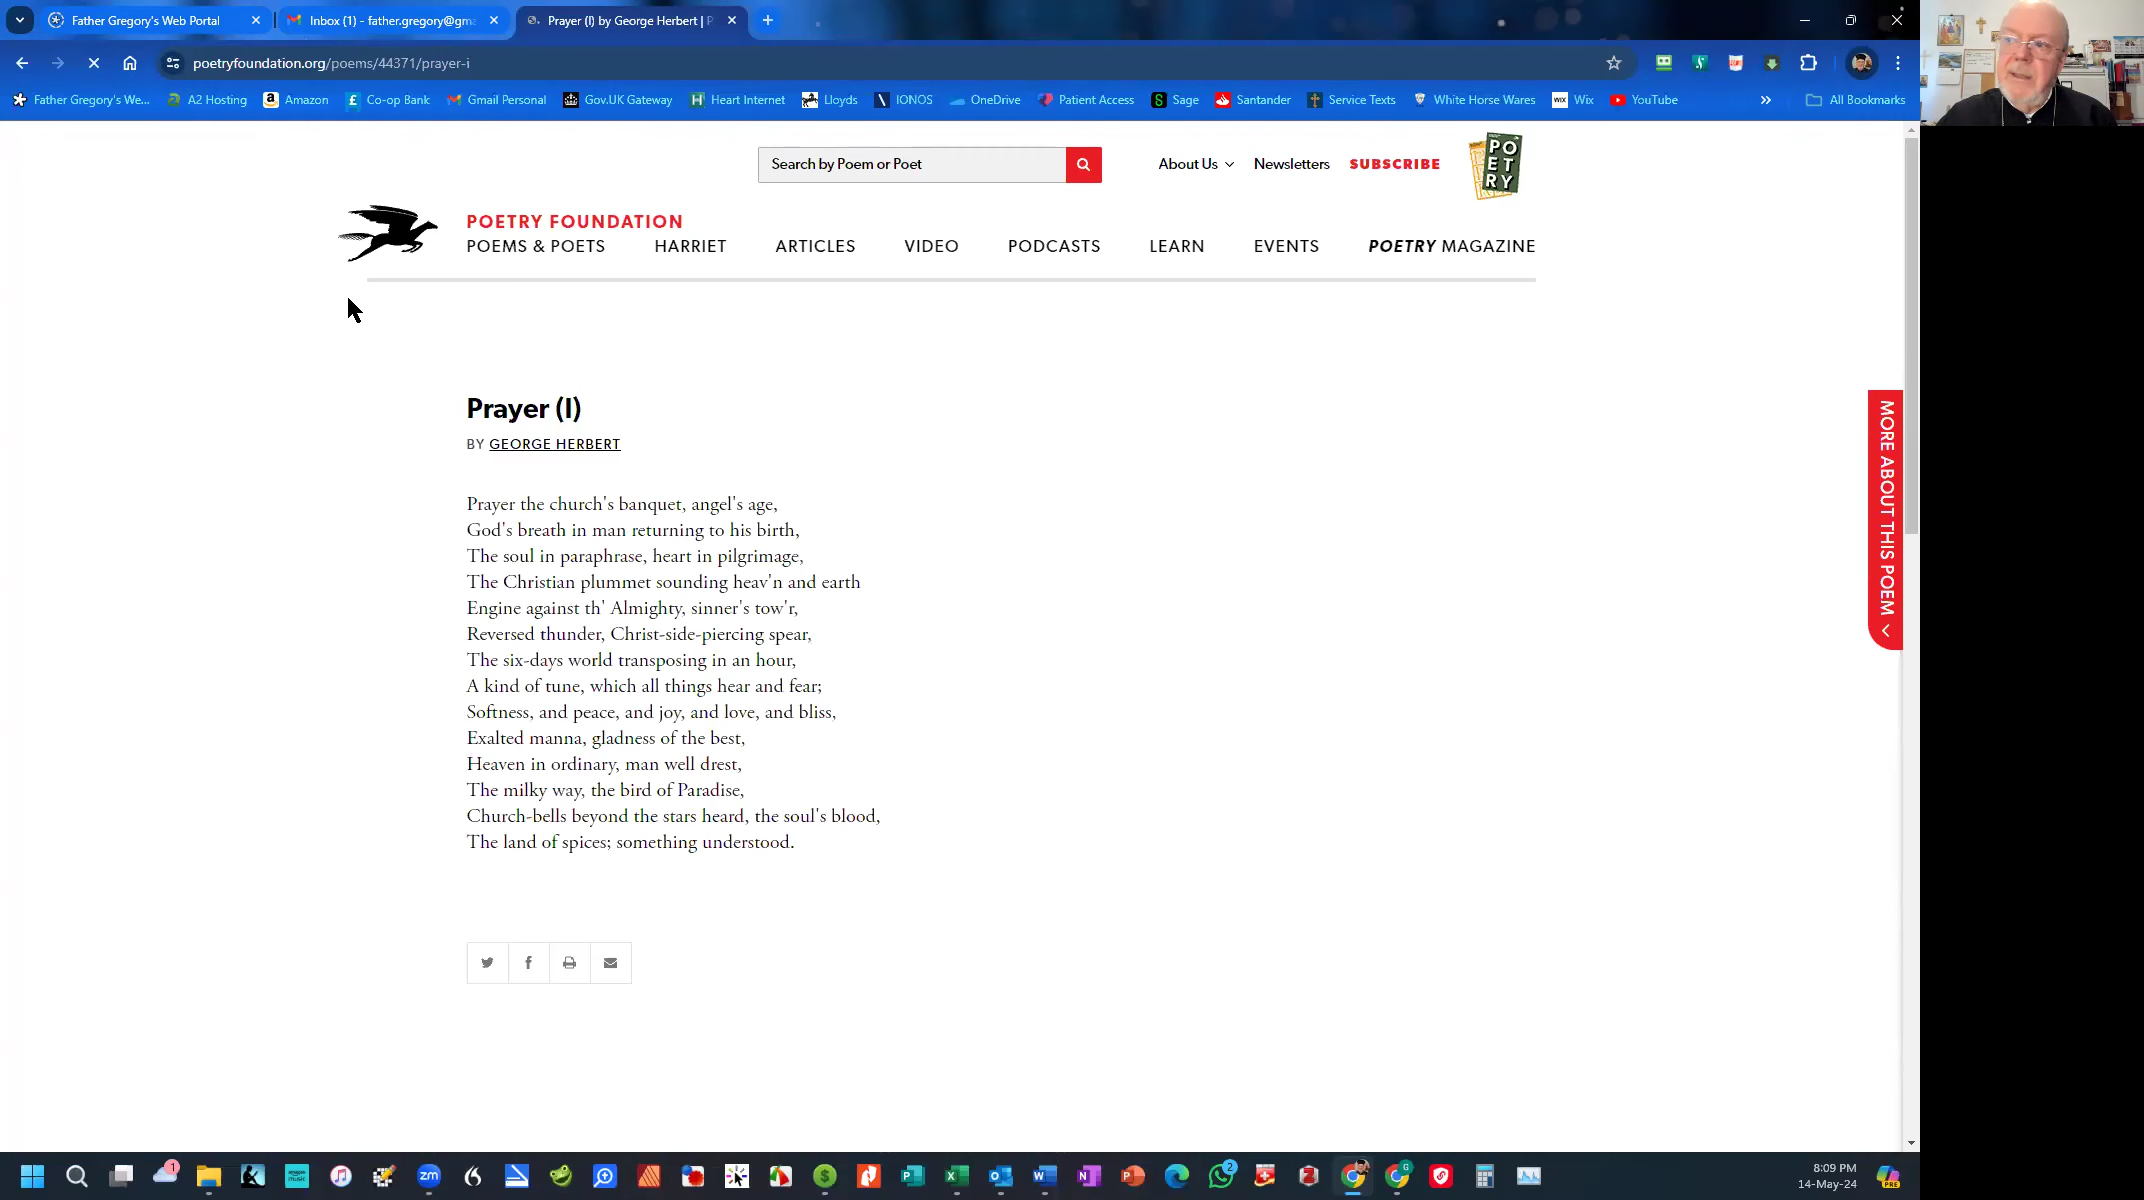 Father Gregory's Web Portal
Inbox (1) - father.gregory@gma
Prayer (I) by George Herbert | P
poetryfoundation.org/poems/44371/prayer-i
Father Gregory's We...
A2 Hosting
Amazon
Co-op Bank
Gmail Personal
Gov.UK Gateway
Heart Internet
Lloyds
IONOS
OneDrive
Patient Access
Sage
Santander
Service Texts
White Horse Wares
Wix
YouTube
All Bookmarks
Search by Poem or Poet
About Us
Newsletters
SUBSCRIBE
PO
ET
RY
POETRY FOUNDATION
POEMS & POETS
HARRIET
ARTICLES
VIDEO
PODCASTS
LEARN
EVENTS
POETRY MAGAZINE
Prayer (I)
BY GEORGE HERBERT
Prayer the church's banquet, angel's age,
God's breath in man returning to his birth,
The soul in paraphrase, heart in pilgrimage,
The Christian plummet sounding heav'n and earth
Engine against th' Almighty, sinner's tow'r,
Reversed thunder, Christ-side-piercing spear,
The six-days world transposing in an hour,
A kind of tune, which all things hear and fear;
Softness, and peace, and joy, and love, and bliss,
Exalted manna, gladness of the best,
Heaven in ordinary, man well drest,
The milky way, the bird of Paradise,
Church-bells beyond the stars heard, the soul's blood,
The land of spices; something understood.
MORE ABOUT THIS POEM
8:09 PM
14-May-24